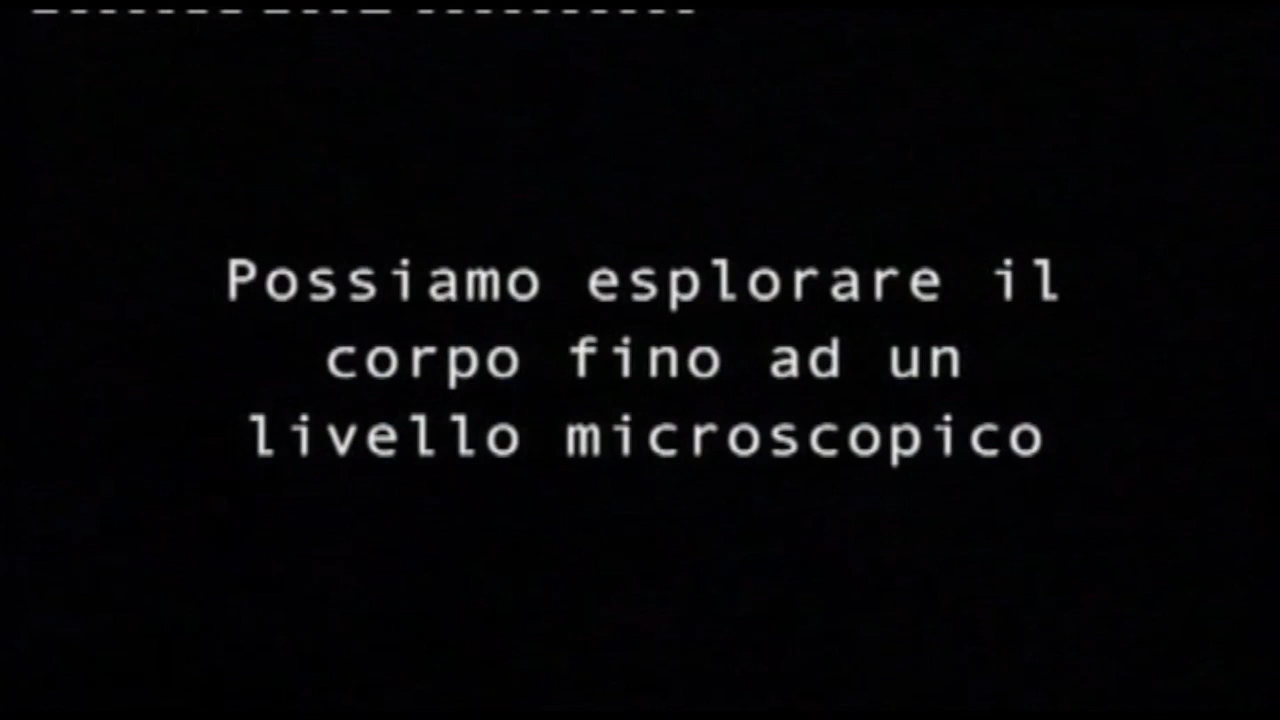 Possiamo esplorare il
corpo fino ad un
livello microscopico